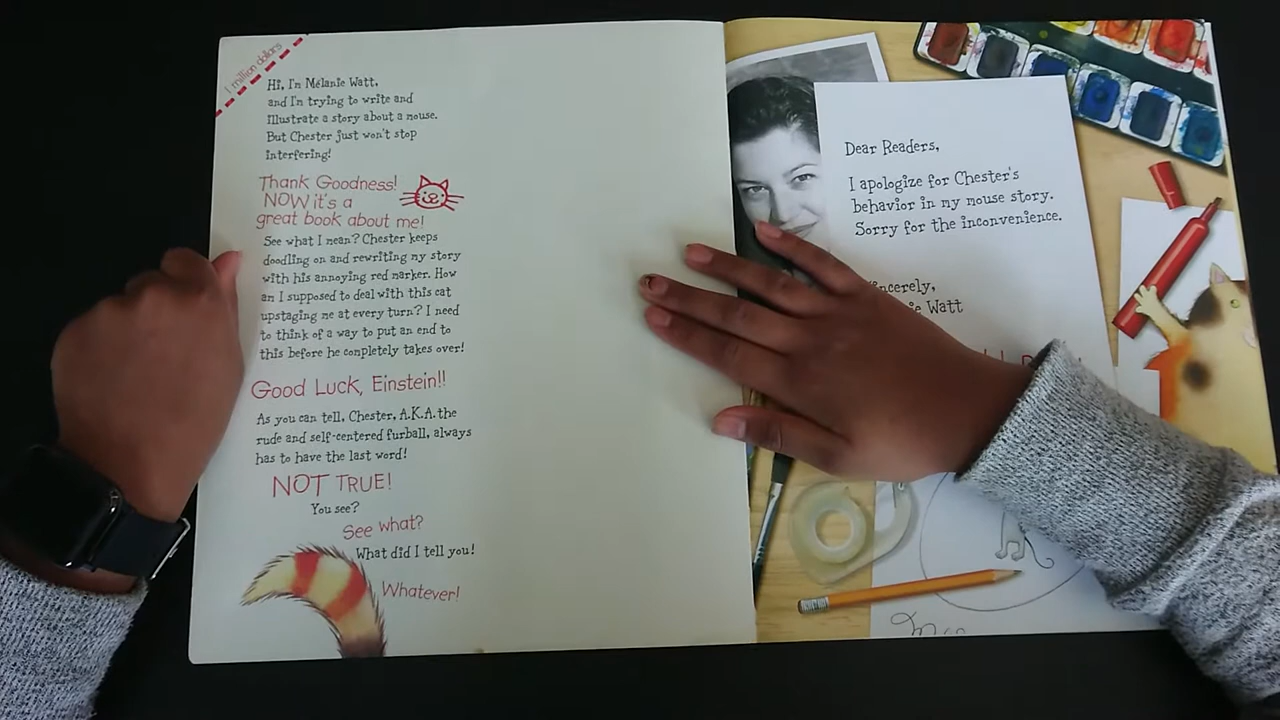 1 million dollars
Hi, I'm Mélanie Watt,
and I'm trying to write and
illustrate a story about a mouse.
But Chester just won't stop
interfering!
Thank Goodness!
NOW it's a
great book about me!
See what I mean? Chester keeps
doodling on and rewriting my story
with his annoying red marker. How
am I supposed to deal with this cat
upstaging me at every turn? I need
to think of a way to put an end to
this before he completely takes over!
Good Luck, Einstein!!
As you can tell, Chester, A.K.A. the
rude and self-centered furball, always
has to have the last word!
NOT TRUE!
You see?
See what?
What did I tell you!
Whatever!
Dear Readers,
I apologize for Chester's
behavior in my mouse story.
Sorry for the inconvenience.
Watt